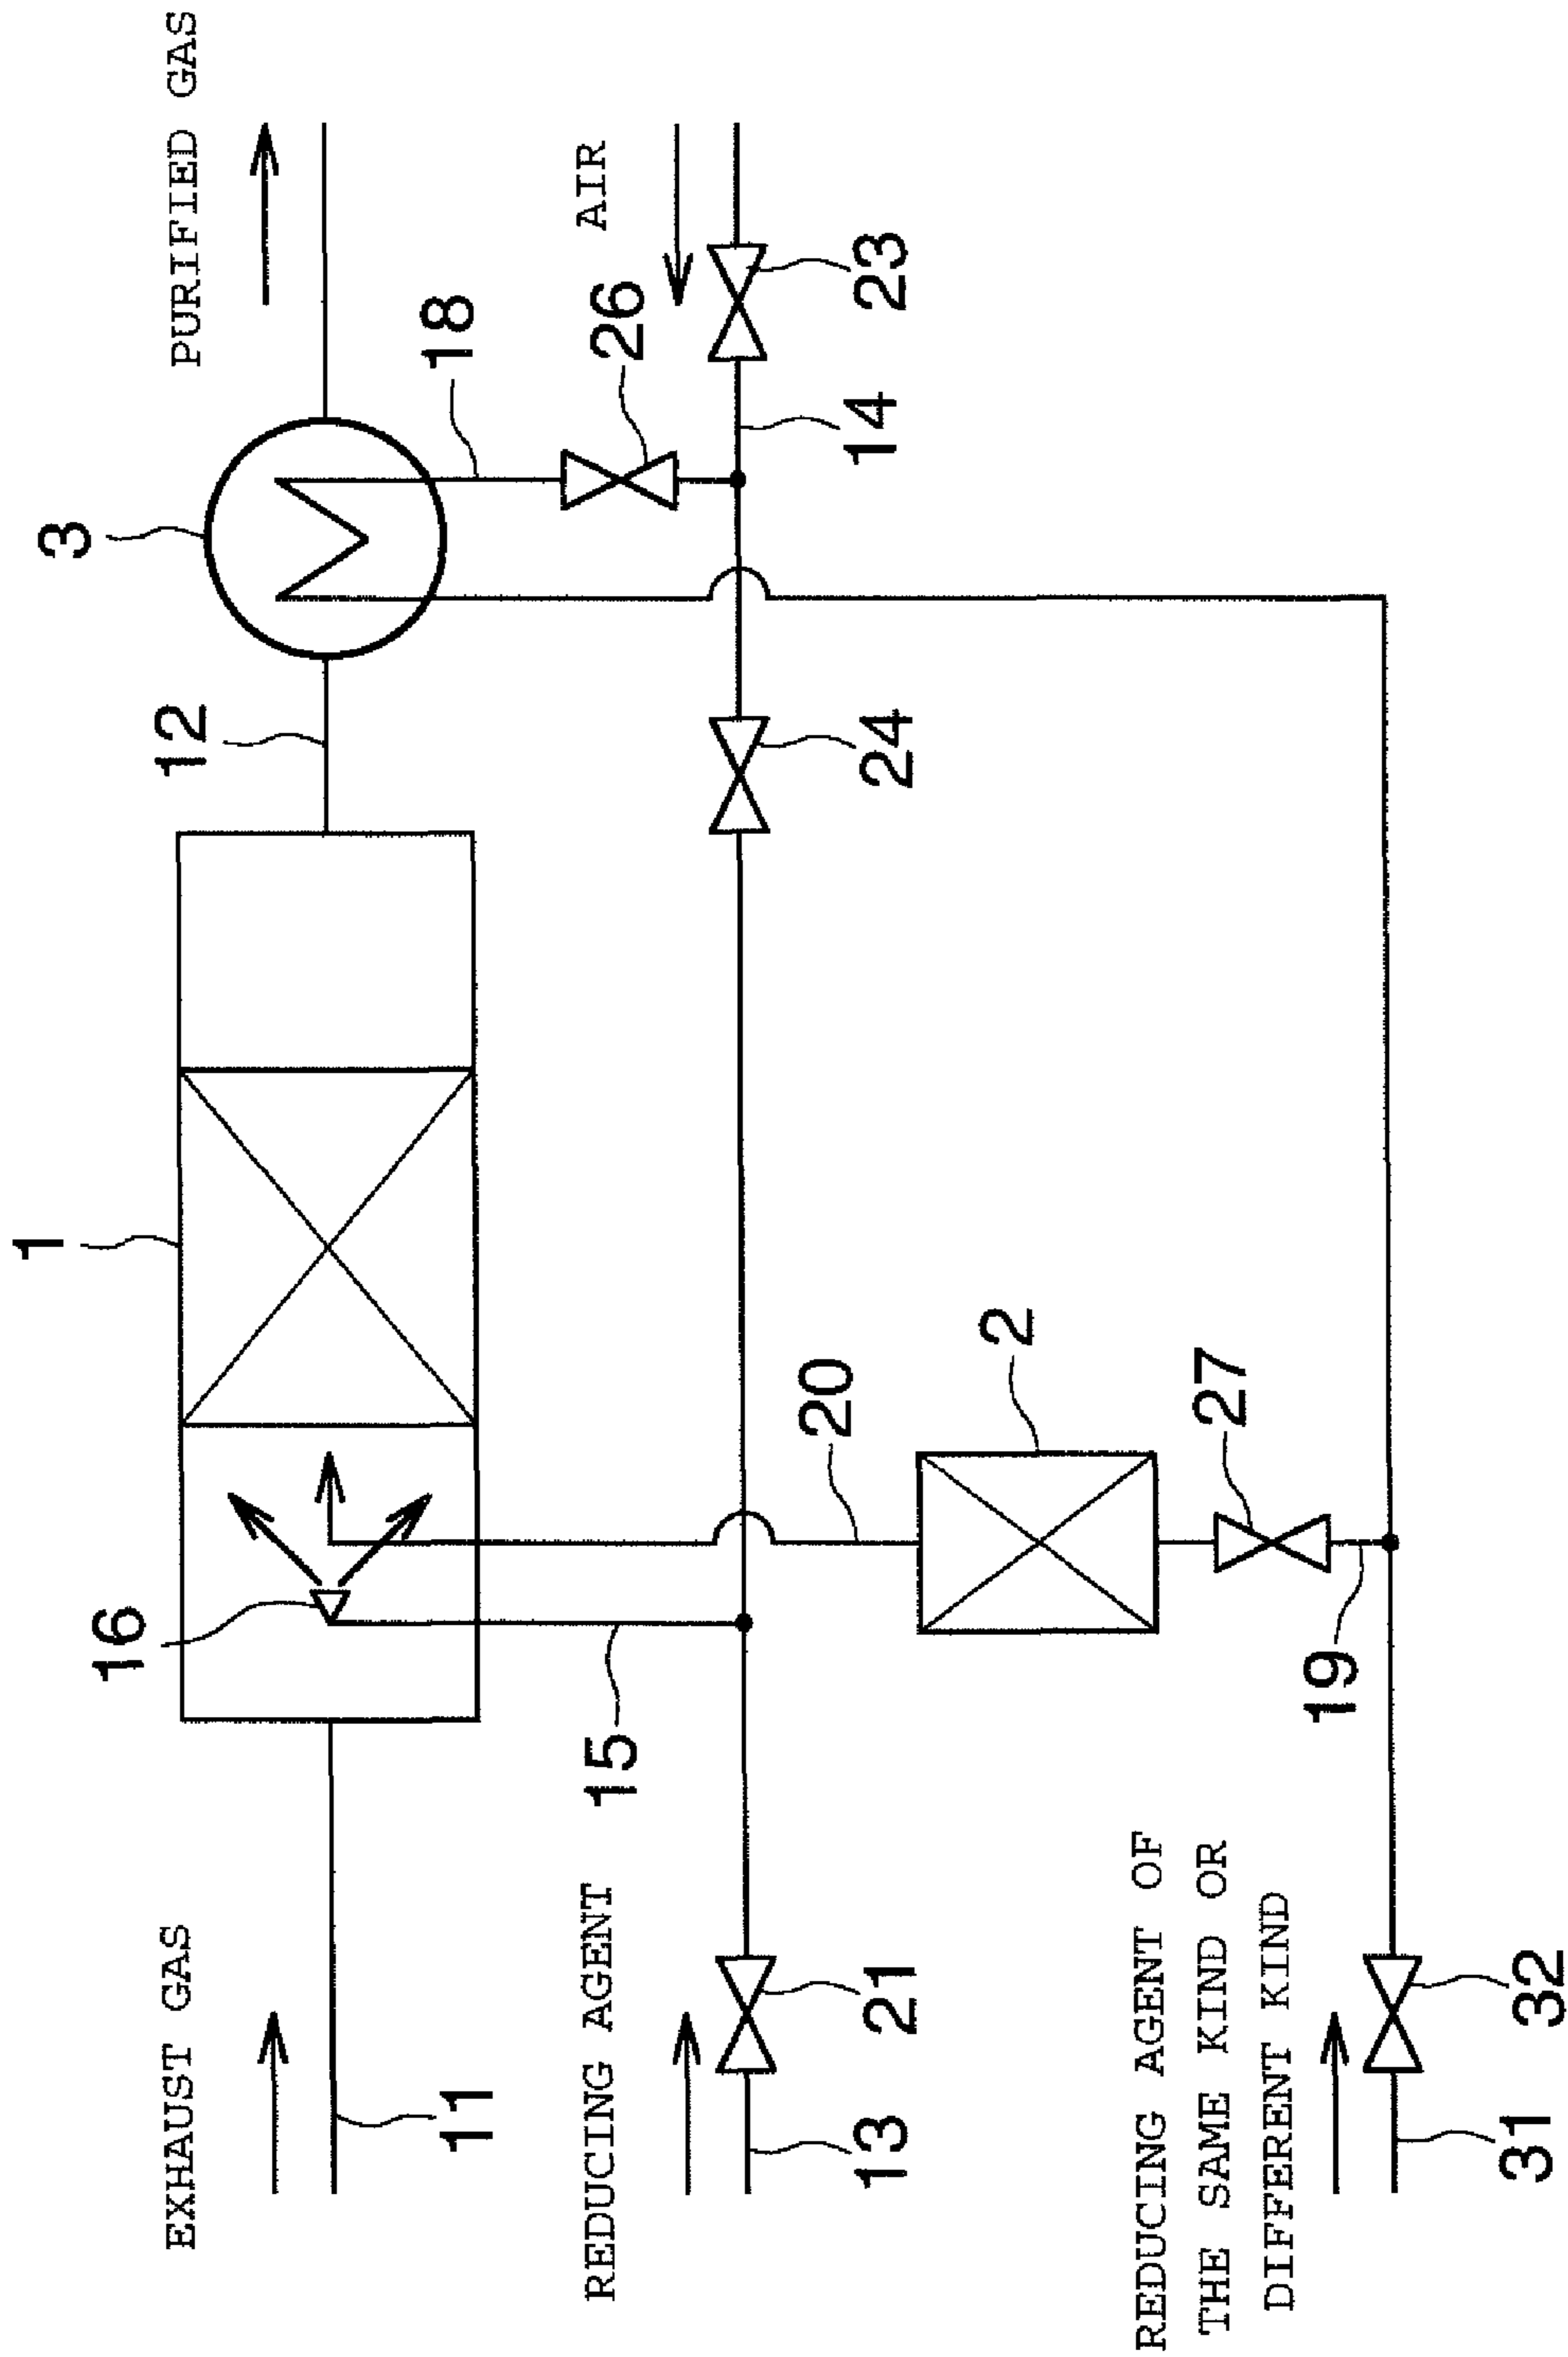 EXHAUST GAS
11
1
16
12
3
PURIFIED GAS
18
26
AIR
REDUCING AGENT
15
13
21
24
14
23
20
2
27
19
REDUCING AGENT OF
THE SAME KIND OR
DIFFERENT KIND
31
32